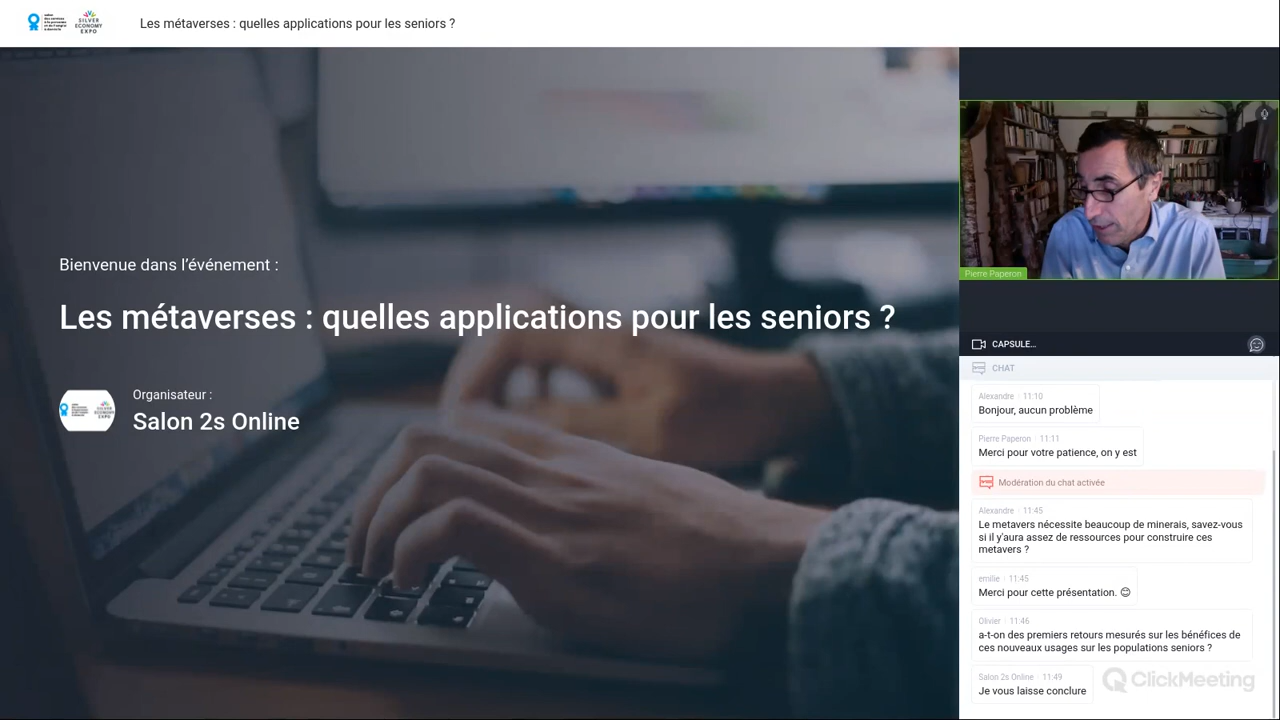 SILVER
ECONOMY
EXPO
Les métaverses : quelles applications pour les seniors ?
Bienvenue dans l'événement :
Les métaverses : quelles applications pour les seniors ?
Organisateur :
Salon 2s Online
Pierre Paperon
CAPSULE...
CHAT
Alexandre · 11:10
Bonjour, aucun problème
Pierre Paperon · 11:11
Merci pour votre patience, on y est
Modération du chat activée
Alexandre · 11:45
Le metavers nécessite beaucoup de minerais, savez-vous
si il y'aura assez de ressources pour construire ces
metavers ?
emilie · 11:45
Merci pour cette présentation. 😊
Olivier · 11:46
a-t-on des premiers retours mesurés sur les bénéfices de
ces nouveaux usages sur les populations seniors ?
Salon 2s Online · 11:49
Je vous laisse conclure
ClickMeeting